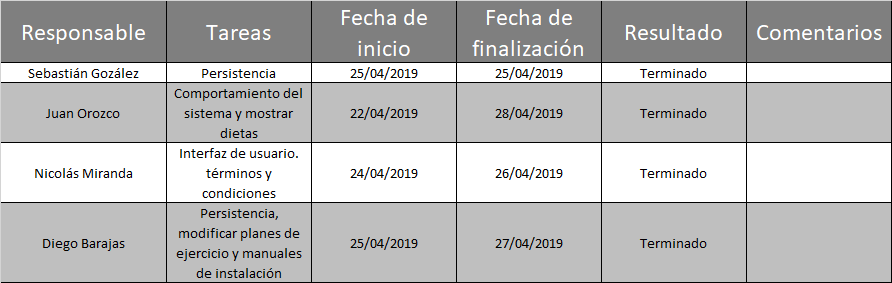 Responsable Tareas Fecha de inicio Fecha de finalización Resultado Comentarios
Sebastián Gozález Persistencia 25/04/2019 25/04/2019 Terminado
Juan Orozco Comportamiento del sistema y mostrar dietas 22/04/2019 28/04/2019 Terminado
Nicolás Miranda Interfaz de usuario. términos y condiciones 24/04/2019 26/04/2019 Terminado
Diego Barajas Persistencia, modificar planes de ejercicio y manuales de instalación 25/04/2019 27/04/2019 Terminado